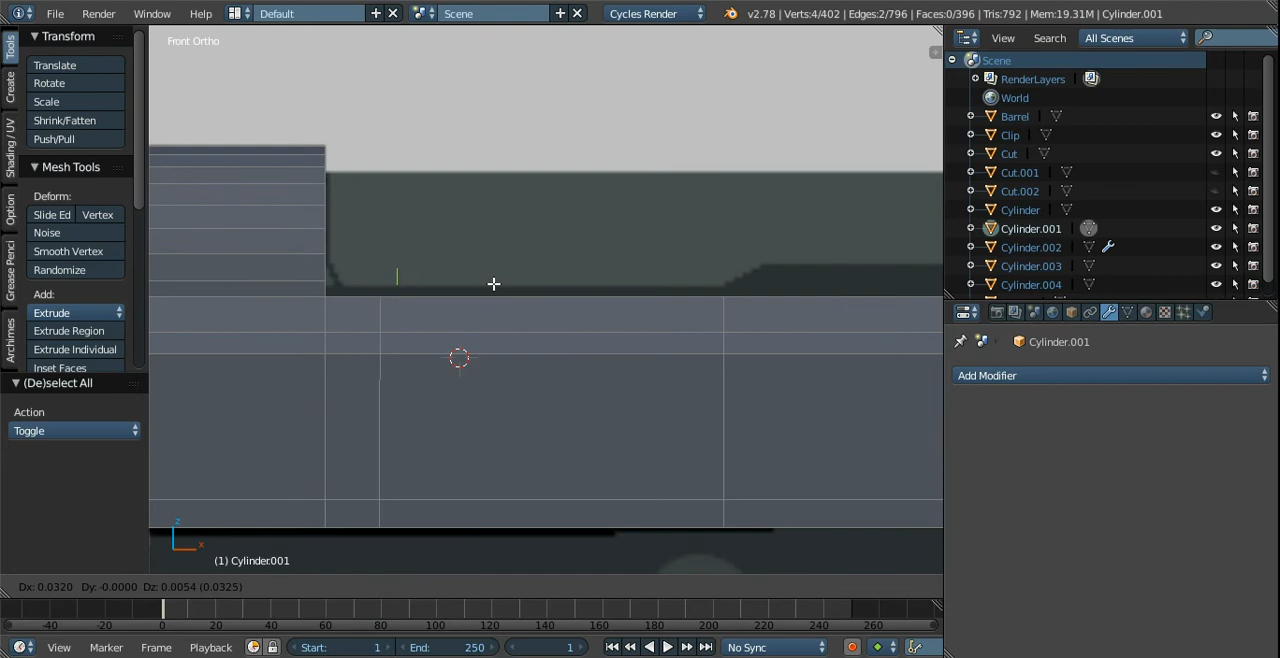 File Render Window Help Default Scene Cycles Render v2.78 | Verts:4/402 | Edges:2/796 | Faces:0/396 | Tris:792 | Mem:19.31M | Cylinder.001
Transform
Translate
Rotate
Scale
Shrink/Fatten
Push/Pull
Mesh Tools
Deform:
Slide Ed Vertex
Noise
Smooth Vertex
Randomize
Add:
Extrude
Extrude Region
Extrude Individual
Inset Faces
(De)select All
Action
Toggle
Tools
Create
Shading / UV
Option
Grease Penci
Archimes
Front Ortho
z
x
(1) Cylinder.001
Dx: 0.0320 Dy: -0.0000 Dz: 0.0054 (0.0325)
View Search All Scenes
Scene
RenderLayers
World
Barrel
Clip
Cut
Cut.001
Cut.002
Cylinder
Cylinder.001
Cylinder.002
Cylinder.003
Cylinder.004
Cylinder.001
Add Modifier
-40 -20 0 20 40 60 80 100 120 140 160 180 200 220 240 260
View Marker Frame Playback Start: 1 End: 250 1 No Sync